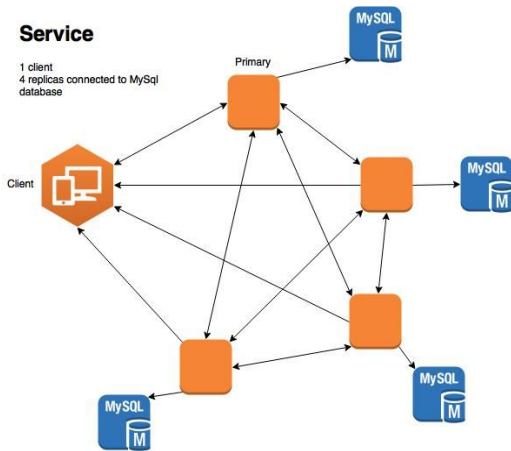 Service
1 client
4 replicas connected to MySql
database
Primary
Client
MySQL
M
MySQL
M
MySQL
M
MySQL
M